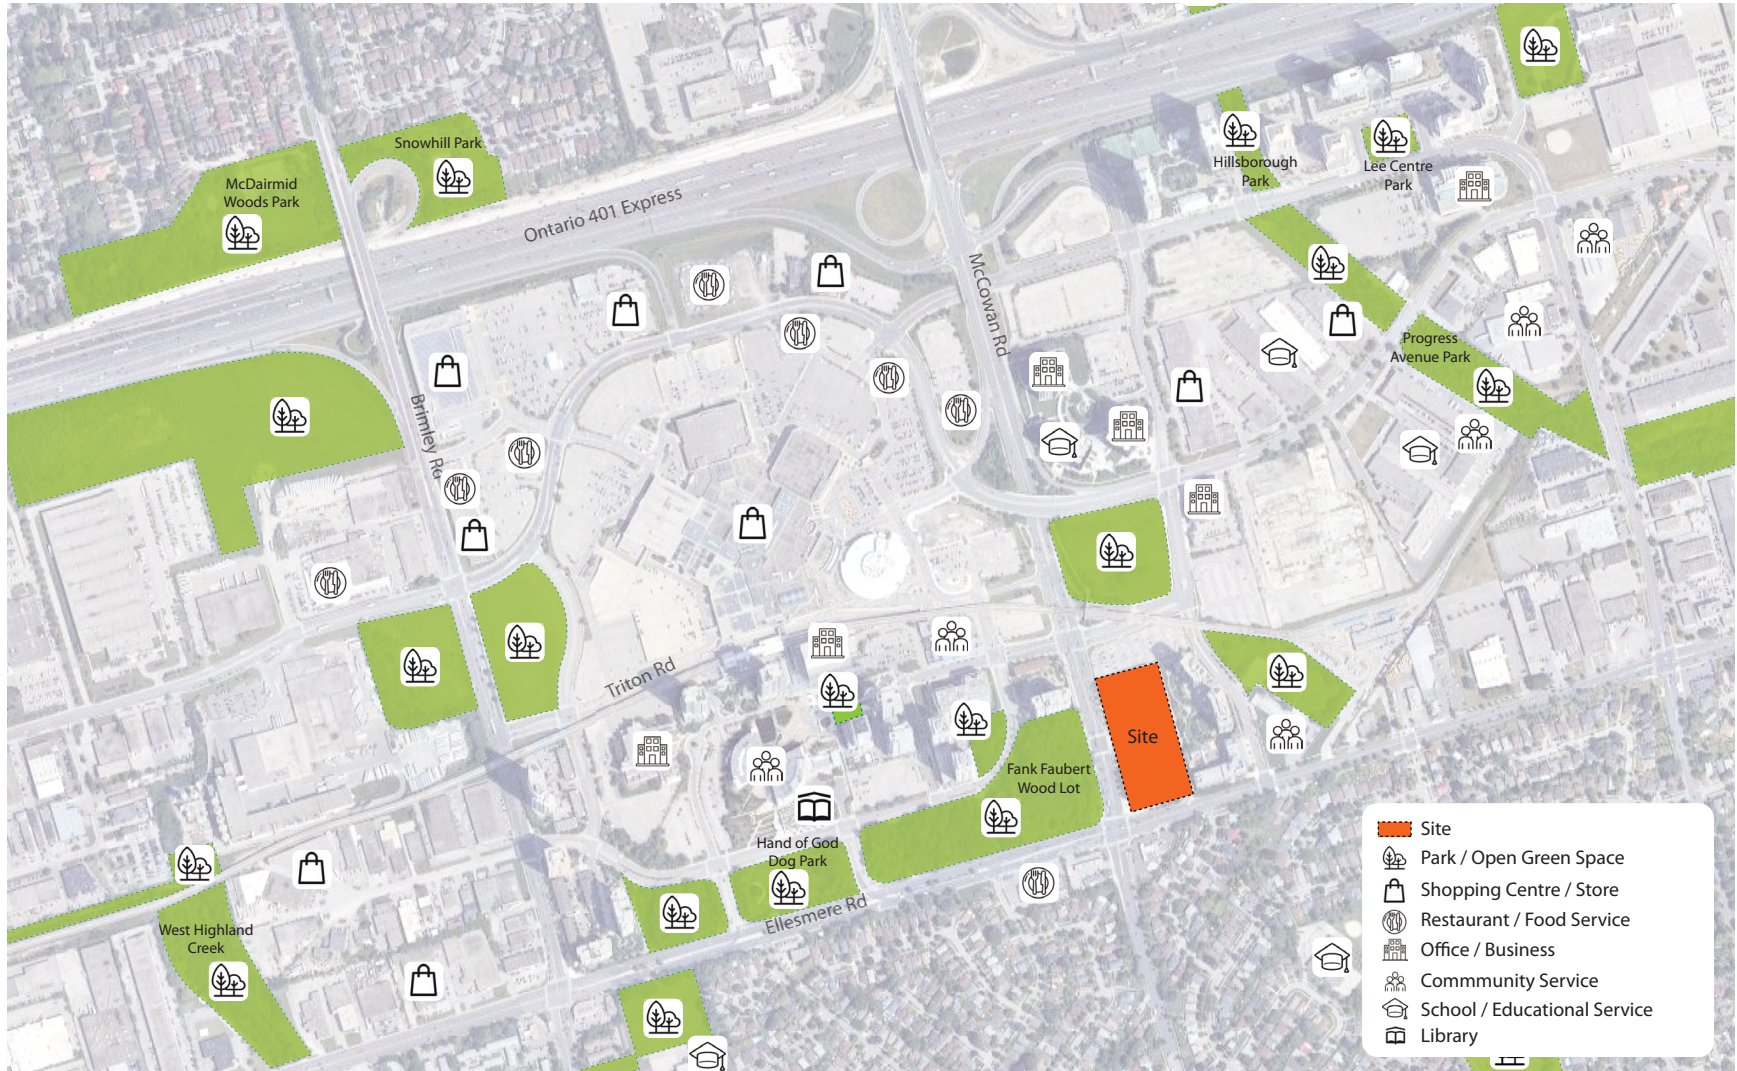 Snowhill Park
McDairmid
Woods Park
Ontario 401 Express
Hillsborough
Park
Lee Centre
Park
McCowan Rd
Progress
Avenue Park
Brimley Rd
Triton Rd
Site
Fank Faubert
Wood Lot
Hand of God
Dog Park
Ellesmere Rd
West Highland
Creek
Site
Park / Open Green Space
Shopping Centre / Store
Restaurant / Food Service
Office / Business
Commmunity Service
School / Educational Service
Library